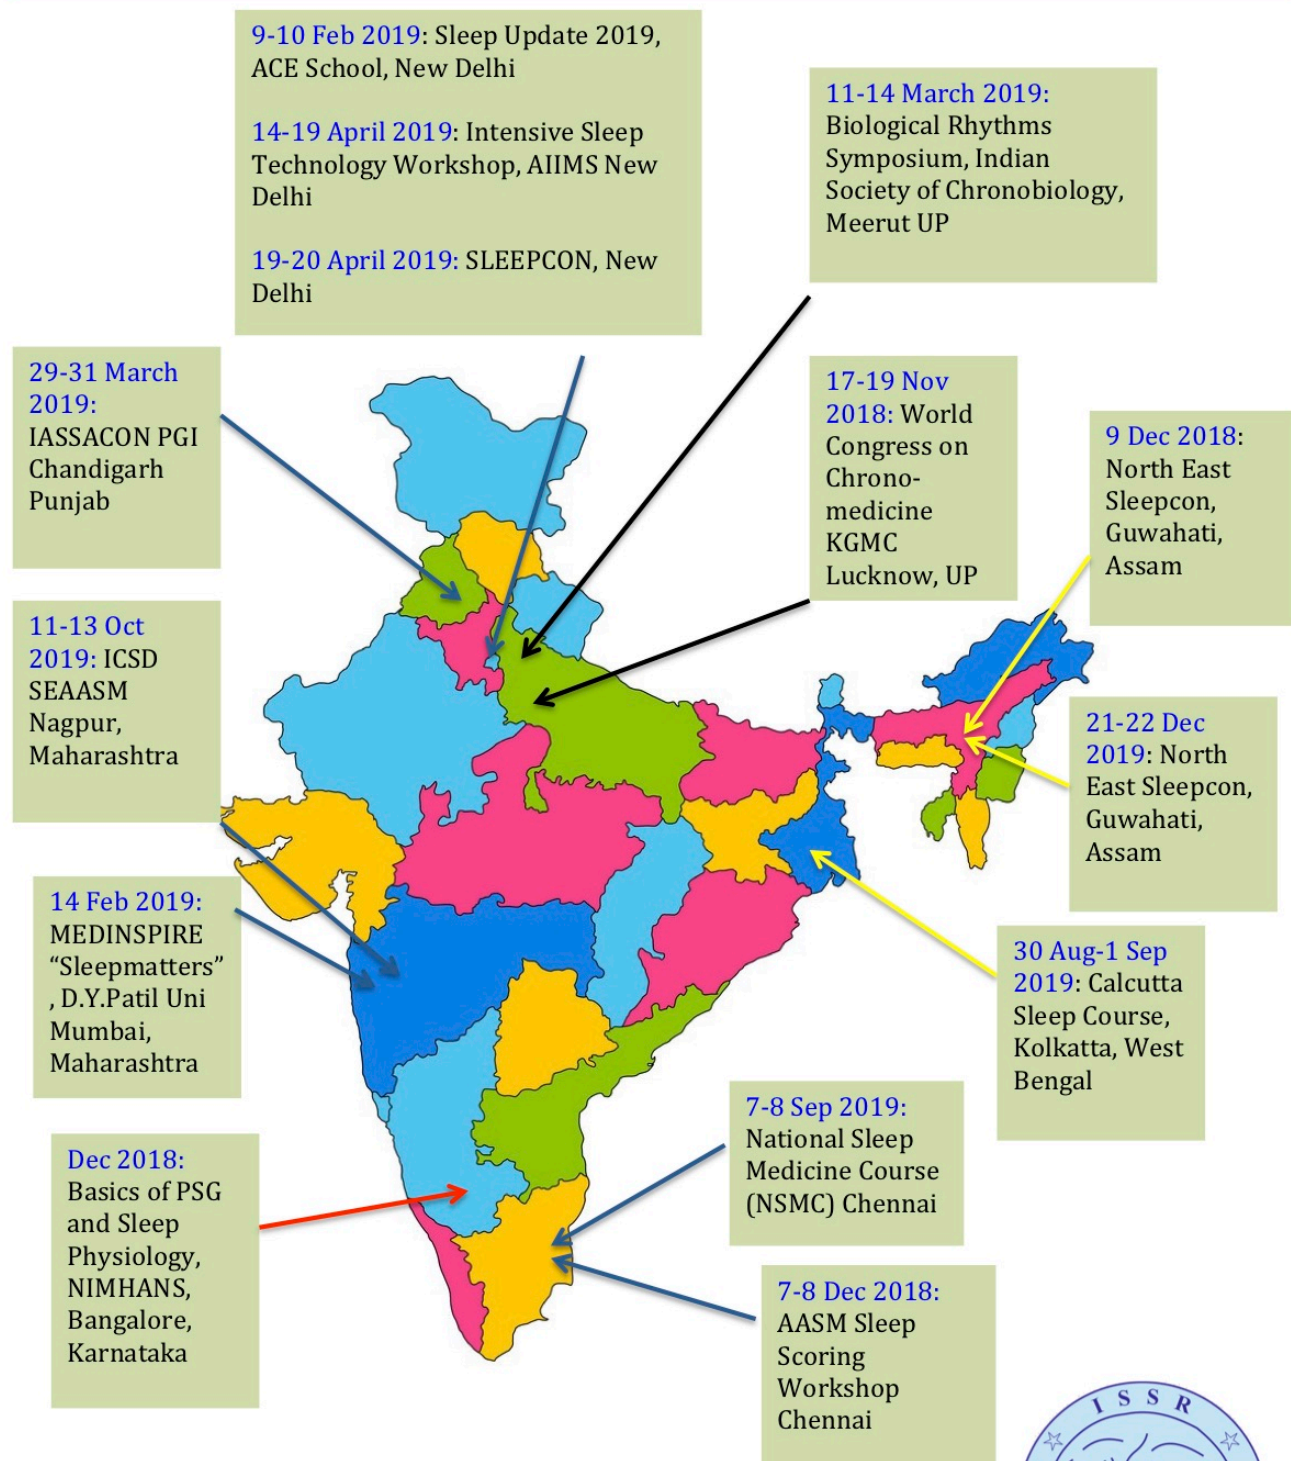 9-10 Feb 2019: Sleep Update 2019,
ACE School, New Delhi
14-19 April 2019: Intensive Sleep
Technology Workshop, AIIMS New
Delhi
19-20 April 2019: SLEEPCON, New
Delhi
11-14 March 2019:
Biological Rhythms
Symposium, Indian
Society of Chronobiology,
Meerut UP
29-31 March
2019:
IASSACON PGI
Chandigarh
Punjab
17-19 Nov
2018: World
Congress on
Chrono-
medicine
KGMC
Lucknow, UP
9 Dec 2018:
North East
Sleepcon,
Guwahati,
Assam
11-13 Oct
2019: ICSD
SEAASM
Nagpur,
Maharashtra
21-22 Dec
2019: North
East Sleepcon,
Guwahati,
Assam
14 Feb 2019:
MEDINSPIRE
“Sleepmatters”
, D.Y.Patil Uni
Mumbai,
Maharashtra
30 Aug-1 Sep
2019: Calcutta
Sleep Course,
Kolkatta, West
Bengal
7-8 Sep 2019:
National Sleep
Medicine Course
(NSMC) Chennai
Dec 2018:
Basics of PSG
and Sleep
Physiology,
NIMHANS,
Bangalore,
Karnataka
7-8 Dec 2018:
AASM Sleep
Scoring
Workshop
Chennai
ISSR